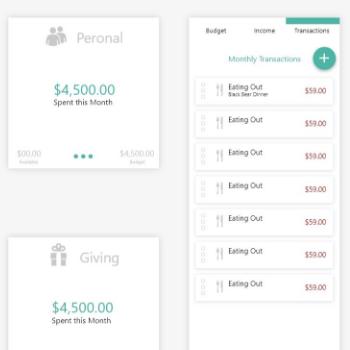 Peronal
$4,500.00
Spent this Month
$00.00
$4,500.00
Available
Budget
Giving
$4,500.00
Spent this Month
Budget
Income
Transactions
Monthly Transactions
+
Eating Out
Black Bear Dinner
$59.00
Eating Out
$59.00
Eating Out
$59.00
Eating Out
$59.00
Eating Out
$59.00
Eating Out
$59.00
Eating Out
$59.00